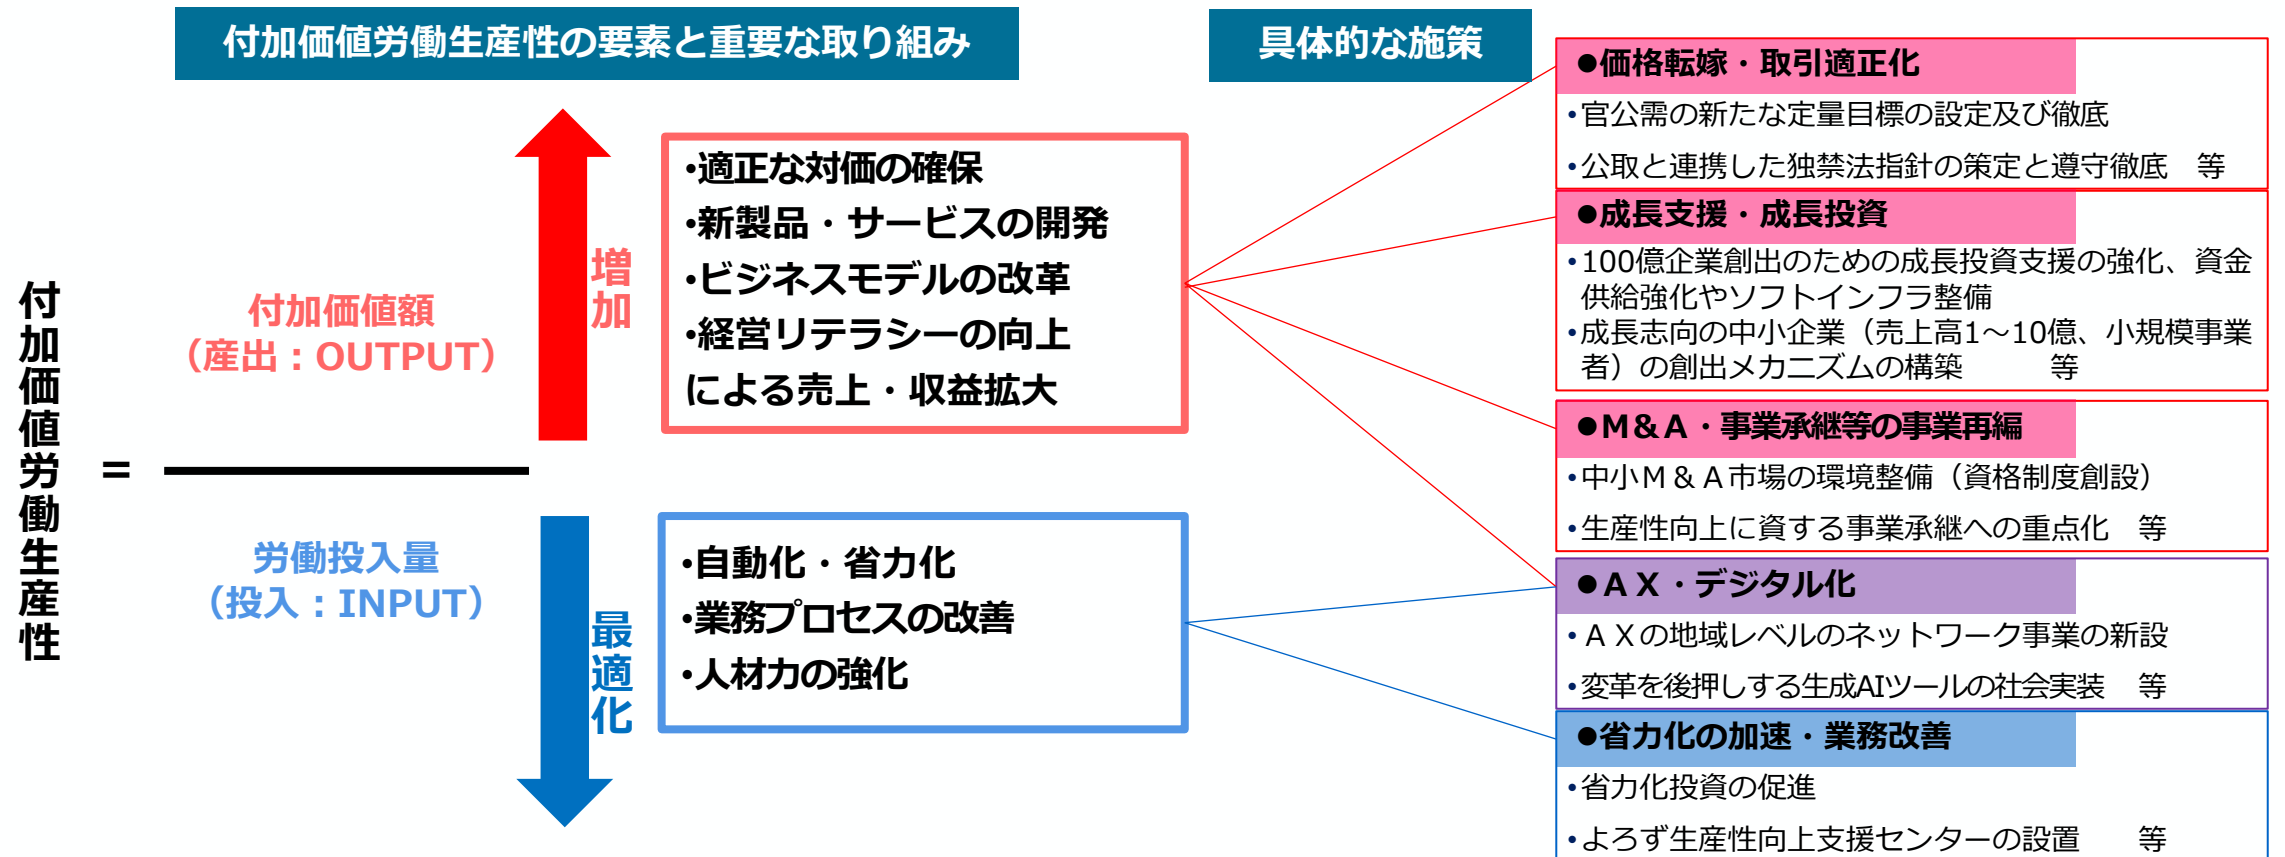 付加価値労働生産性の要素と重要な取り組み
具体的な施策
付加価値労働生産性
=
付加価値額
（産出：OUTPUT）
労働投入量
（投入：INPUT）
増加
最適化
・適正な対価の確保
・新製品・サービスの開発
・ビジネスモデルの改革
・経営リテラシーの向上
による売上・収益拡大
・自動化・省力化
・業務プロセスの改善
・人材力の強化
●価格転嫁・取引適正化
•官公需の新たな定量目標の設定及び徹底
•公取と連携した独禁法指針の策定と遵守徹底　等
●成長支援・成長投資
•100億企業創出のための成長投資支援の強化、資金
供給強化やソフトインフラ整備
•成長志向の中小企業（売上高1～10億、小規模事業
者）の創出メカニズムの構築　　　等
●Ｍ&Ａ・事業承継等の事業再編
•中小Ｍ＆Ａ市場の環境整備（資格制度創設）
•生産性向上に資する事業承継への重点化　等
●ＡＸ・デジタル化
•ＡＸの地域レベルのネットワーク事業の新設
•変革を後押しする生成AIツールの社会実装　等
●省力化の加速・業務改善
•省力化投資の促進
•よろず生産性向上支援センターの設置　　等